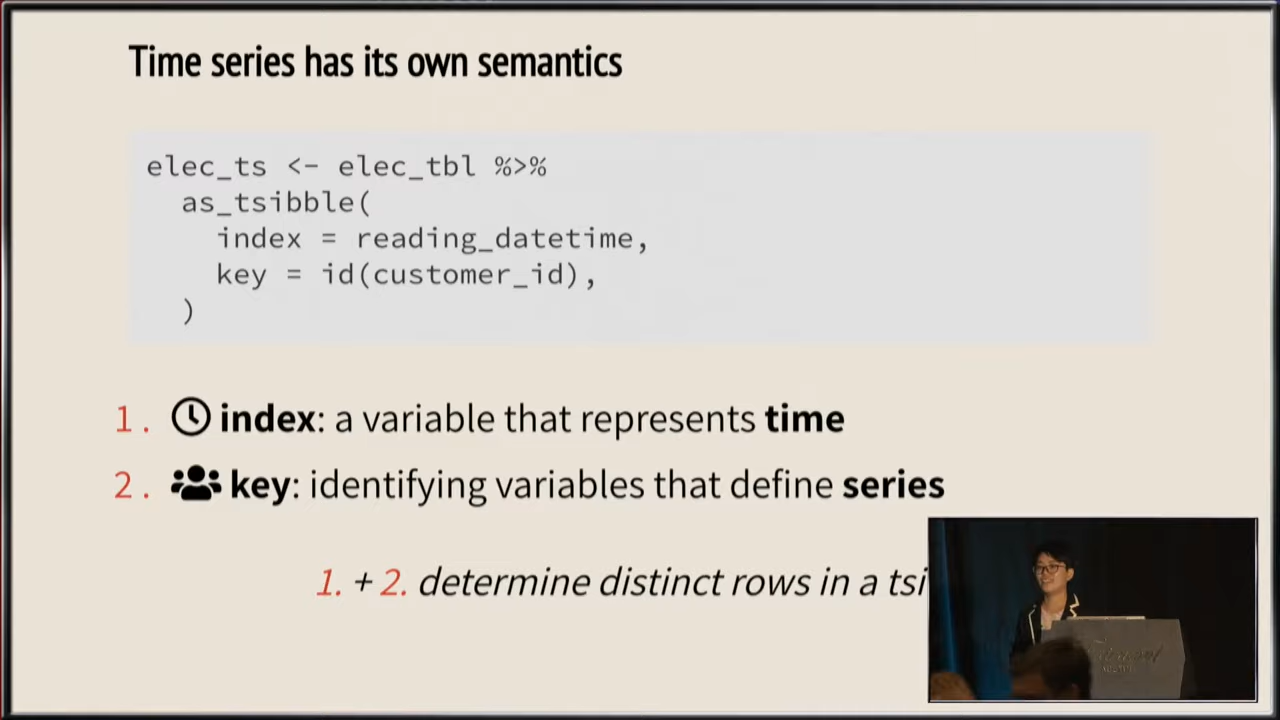 Time series has its own semantics
elec_ts <- elec_tbl %>%
as_tsibble(
index = reading_datetime,
key = id(customer_id),
)
1. index: a variable that represents time
2. key: identifying variables that define series
1. + 2. determine distinct rows in a tsi